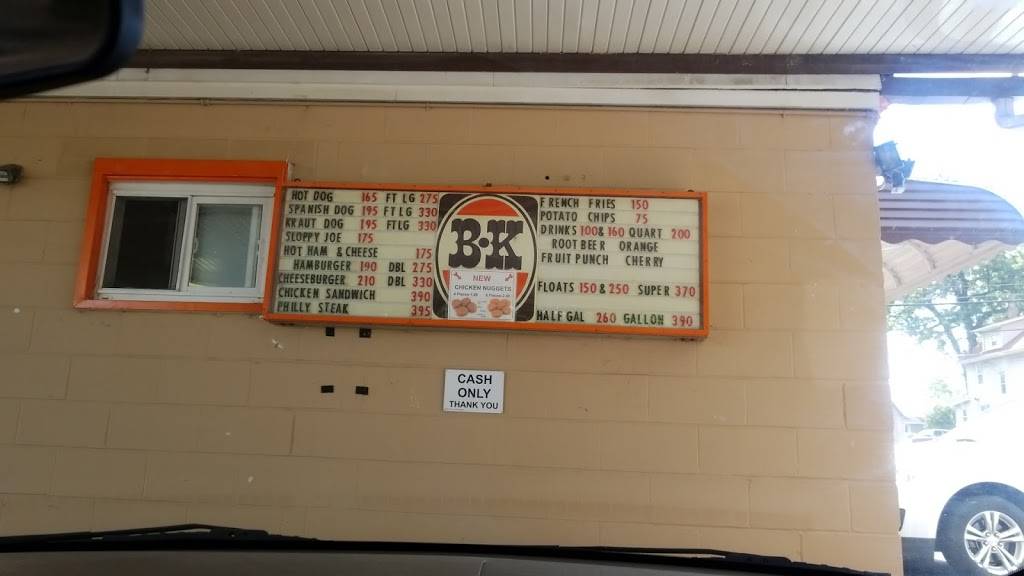 HOT DOG 165 FT LG 275
SPANISH DOG 195 FT LG 330
KRAUT DOG 195 FT LG 330
SLOPPY JOE 175
HOT HAM & CHEESE 175
HAMBURGER 190 DBL 275
CHEESEBURGER 210 DBL 330
CHICKEN SANDWICH 390
PHILLY STEAK 395
B·K
NEW
CHICKEN NUGGETS
FRENCH FRIES 150
POTATO CHIPS 75
DRINKS 100 & 160 QUART 200
ROOT BEER ORANGE
FRUIT PUNCH CHERRY
FLOATS 150 & 250 SUPER 370
HALF GAL 260 GALLON 390
CASH
ONLY
THANK YOU